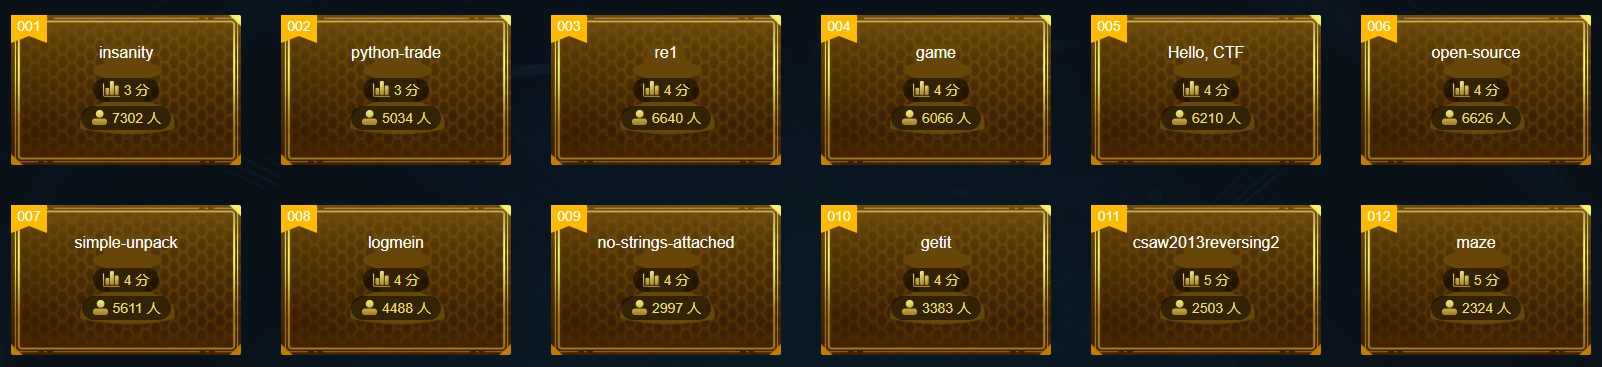 001
insanity
3 分
7302 人
002
python-trade
3 分
5034 人
003
re1
4 分
6640 人
004
game
4 分
6066 人
005
Hello, CTF
4 分
6210 人
006
open-source
4 分
6626 人
007
simple-unpack
4 分
5611 人
008
logmein
4 分
4488 人
009
no-strings-attached
4 分
2997 人
010
getit
4 分
3383 人
011
csaw2013reversing2
5 分
2503 人
012
maze
5 分
2324 人